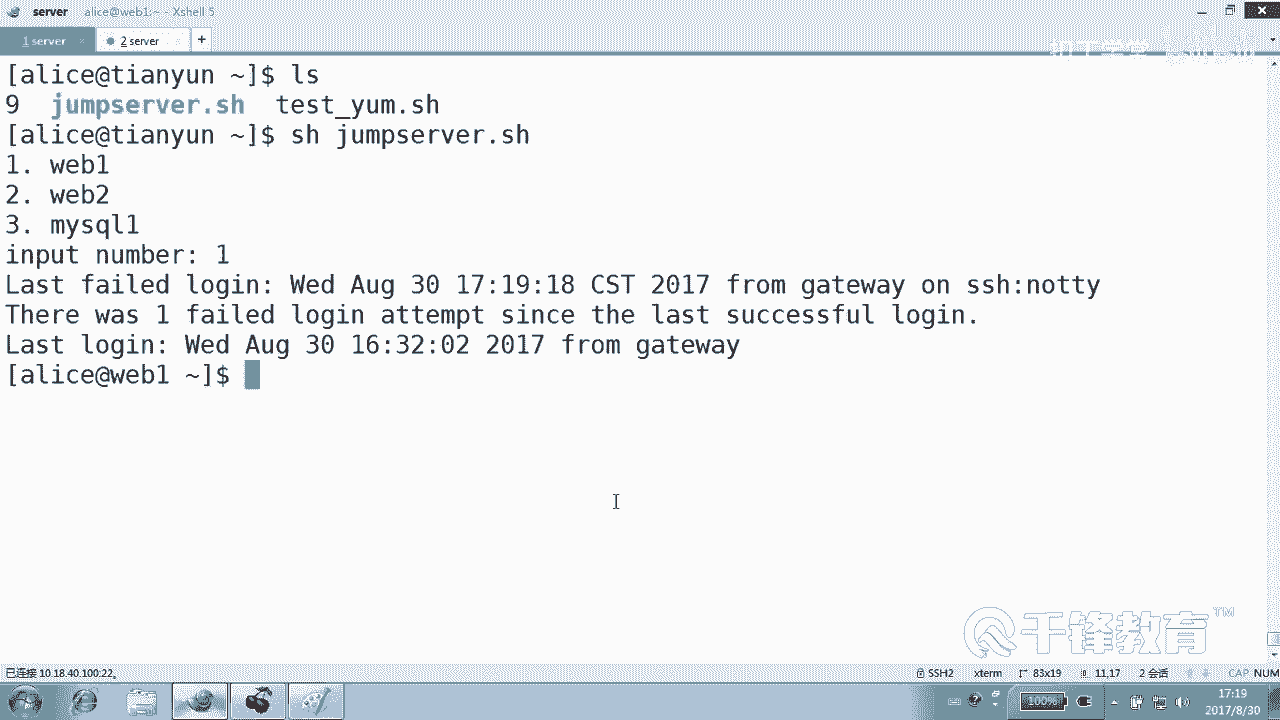 server alice@web1:~ - Xshell 5
1 server
2 server
+
[alice@tianyun ~]$ ls
9 jumpserver.sh test_yum.sh
[alice@tianyun ~]$ sh jumpserver.sh
1. web1
2. web2
3. mysql1
input number: 1
Last failed login: Wed Aug 30 17:19:18 CST 2017 from gateway on ssh:notty
There was 1 failed login attempt since the last successful login.
Last login: Wed Aug 30 16:32:02 2017 from gateway
[alice@web1 ~]$
千锋教育™
已连接 10.18.40.100:22。
SSH2 xterm 83x19 11,17 2 会话 CAP NUM
100%
17:19
2017/8/30